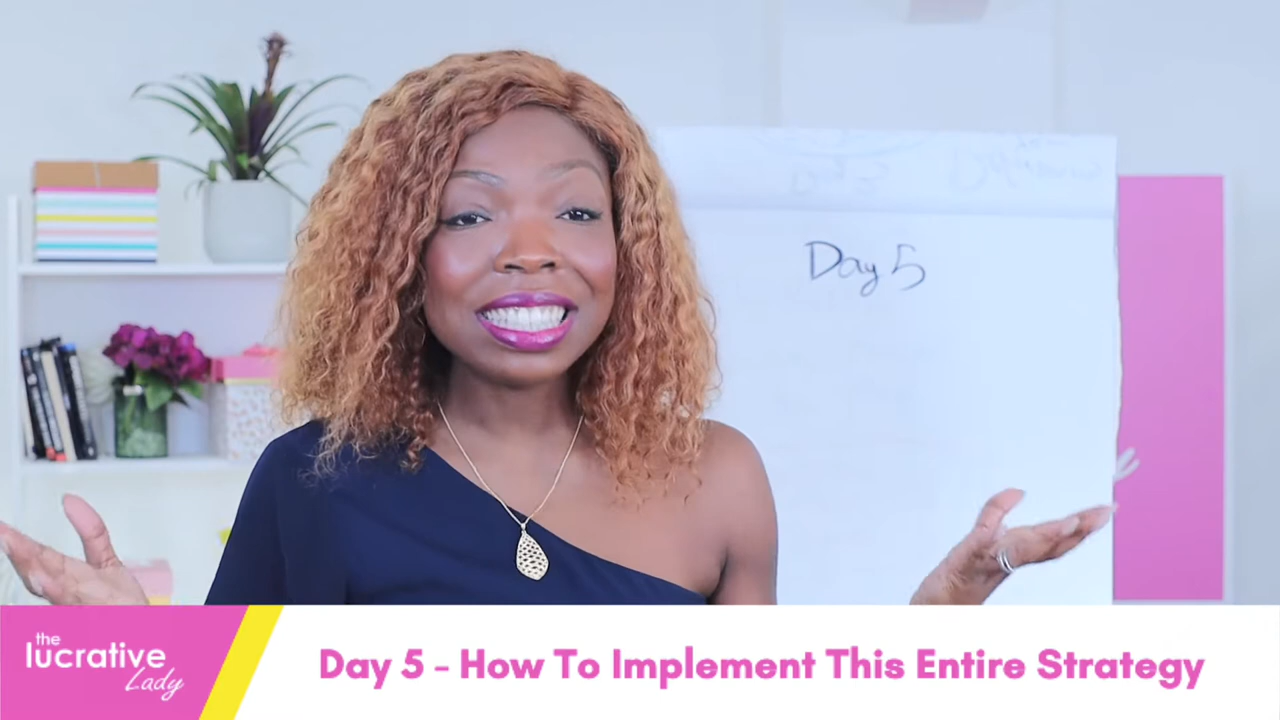 Day 5
the
lucrative
Lady
Day 5 - How To Implement This Entire Strategy